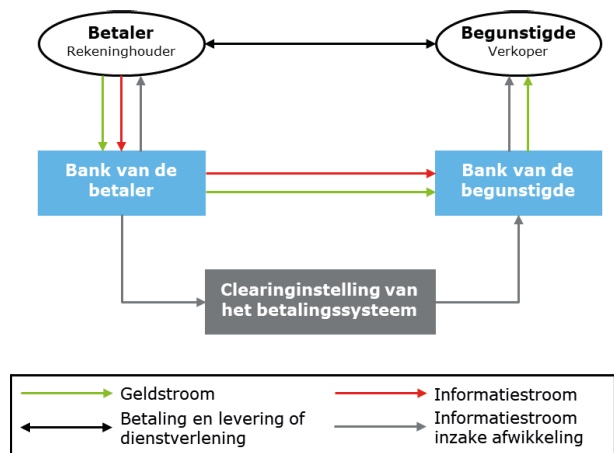 Betaler
Rekeninghouder
Begunstigde
Verkoper
Bank van de
betaler
Bank van de
begunstigde
Clearinginstelling van
het betalingssysteem
Geldstroom
Informatiestroom
Betaling en levering of
dienstverlening
Informatiestroom
inzake afwikkeling